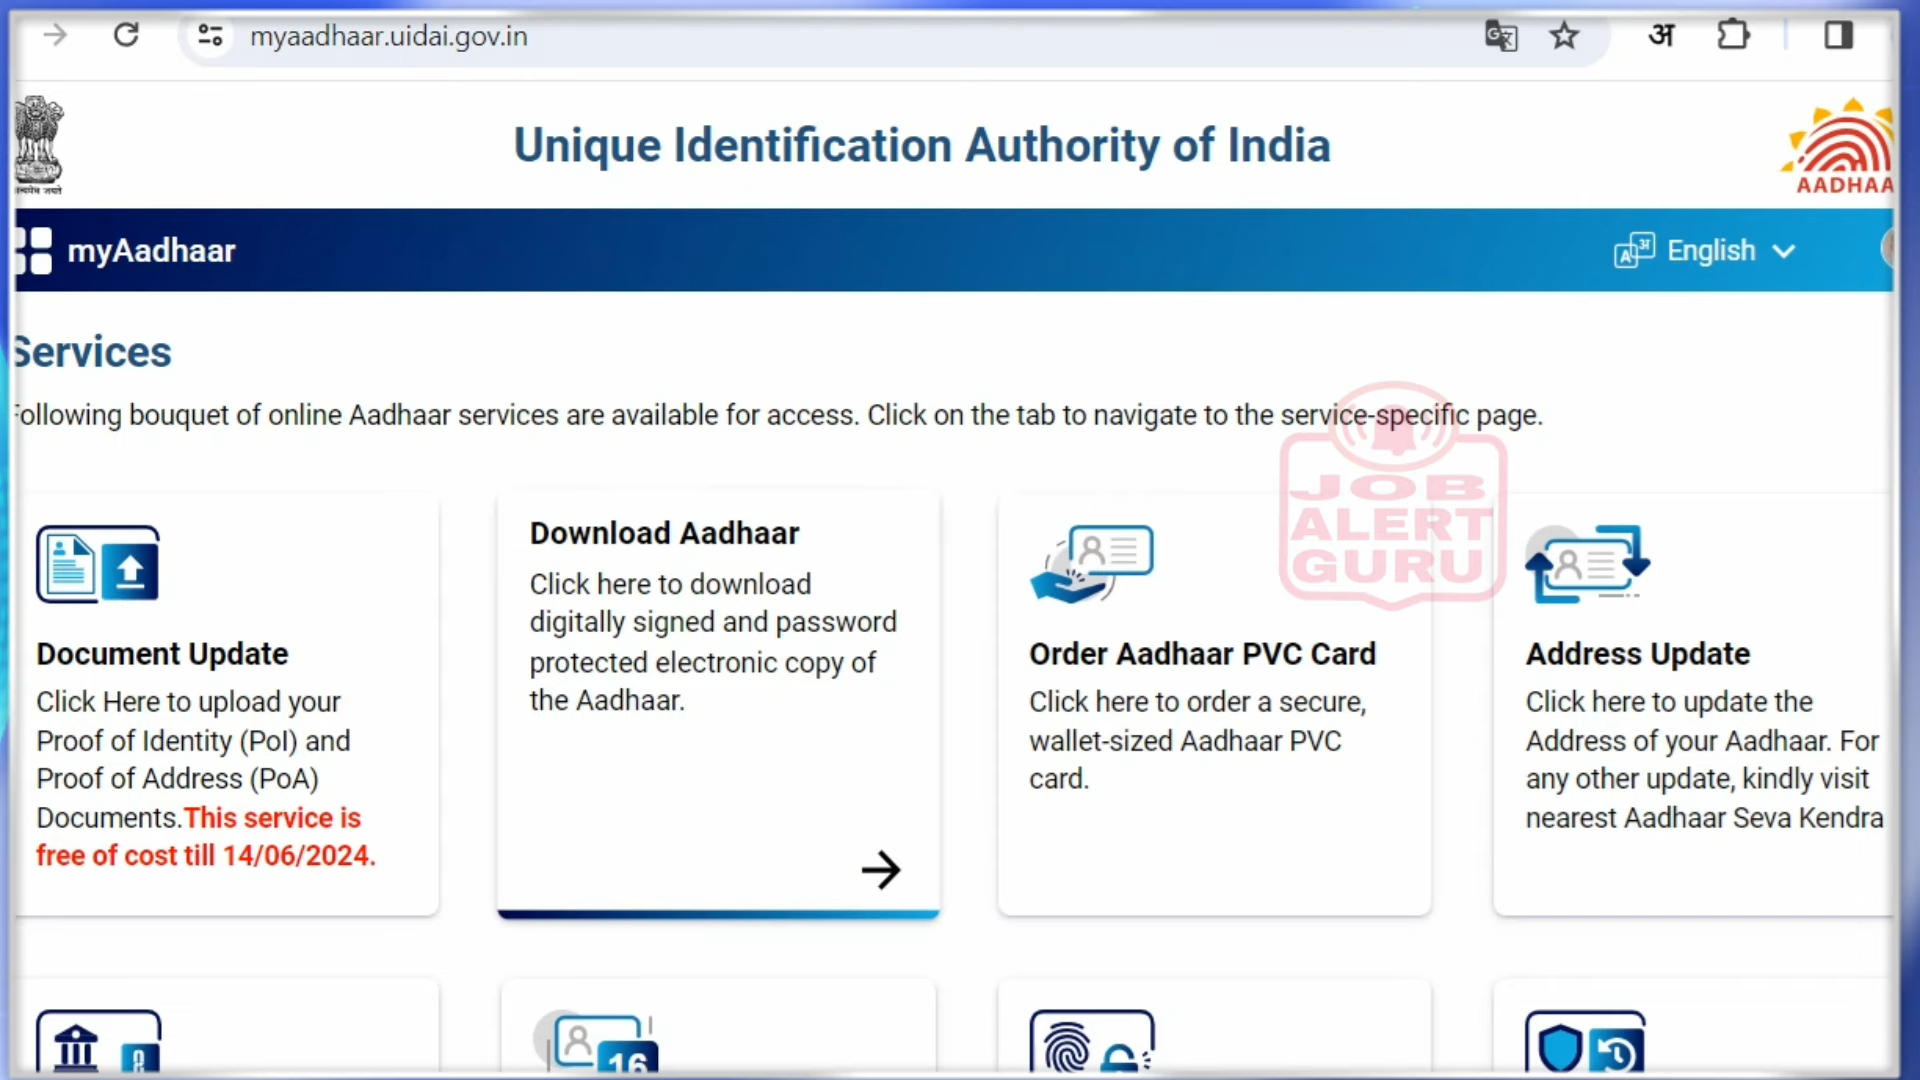 myaadhaar.uidai.gov.in
अ
सत्यमेव जयते
Unique Identification Authority of India
AADHAA
myAadhaar
English
Services
Following bouquet of online Aadhaar services are available for access. Click on the tab to navigate to the service-specific page.
JOB
ALERT
GURU
Document Update
Click Here to upload your
Proof of Identity (PoI) and
Proof of Address (PoA)
Documents.This service is
free of cost till 14/06/2024.
Download Aadhaar
Click here to download
digitally signed and password
protected electronic copy of
the Aadhaar.
Order Aadhaar PVC Card
Click here to order a secure,
wallet-sized Aadhaar PVC
card.
Address Update
Click here to update the
Address of your Aadhaar. For
any other update, kindly visit
nearest Aadhaar Seva Kendra
16